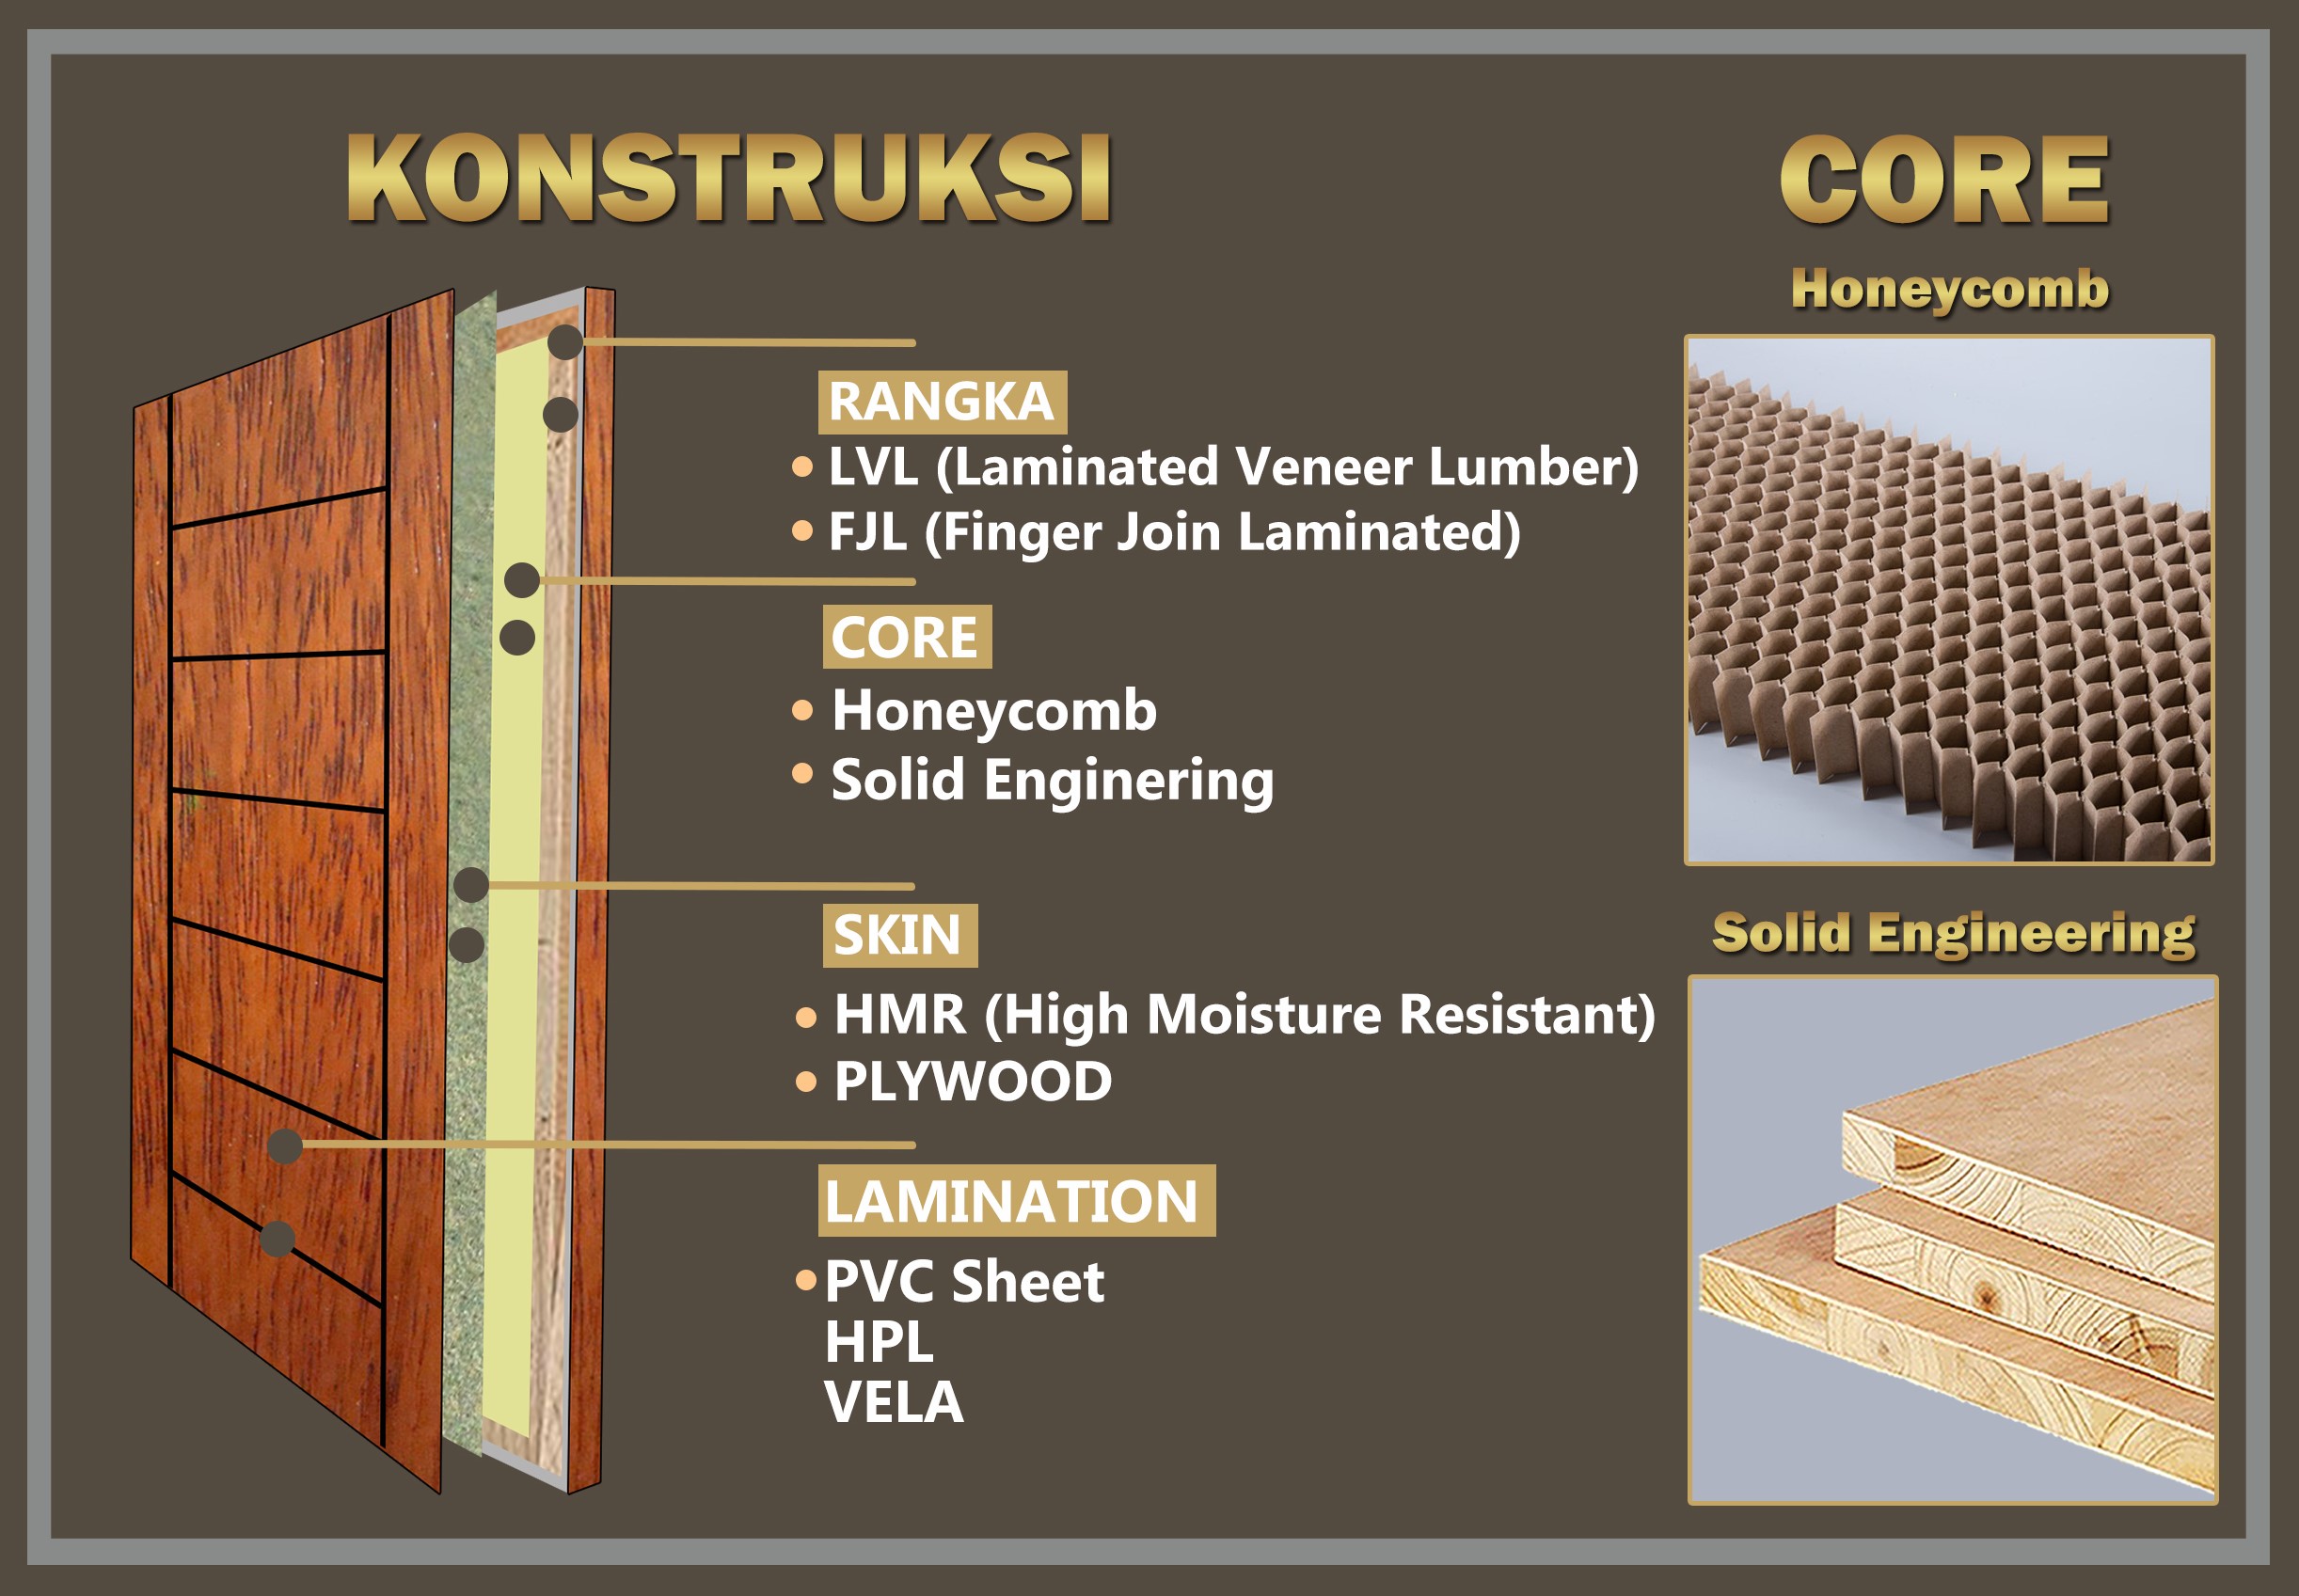 KONSTRUKSI
RANGKA
LVL (Laminated Veneer Lumber)
FJL (Finger Join Laminated)
CORE
Honeycomb
Solid Enginering
SKIN
HMR (High Moisture Resistant)
PLYWOOD
LAMINATION
PVC Sheet
HPL
VELA
CORE
Honeycomb
Solid Engineering